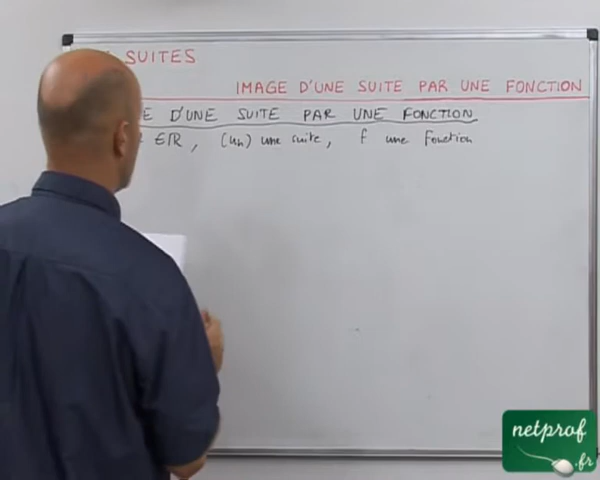 SUITES
IMAGE D'UNE SUITE PAR UNE FONCTION
E D'UNE SUITE PAR UNE FONCTION
∈ℝ, (un) une suite, f une fonction
netprof
.fr